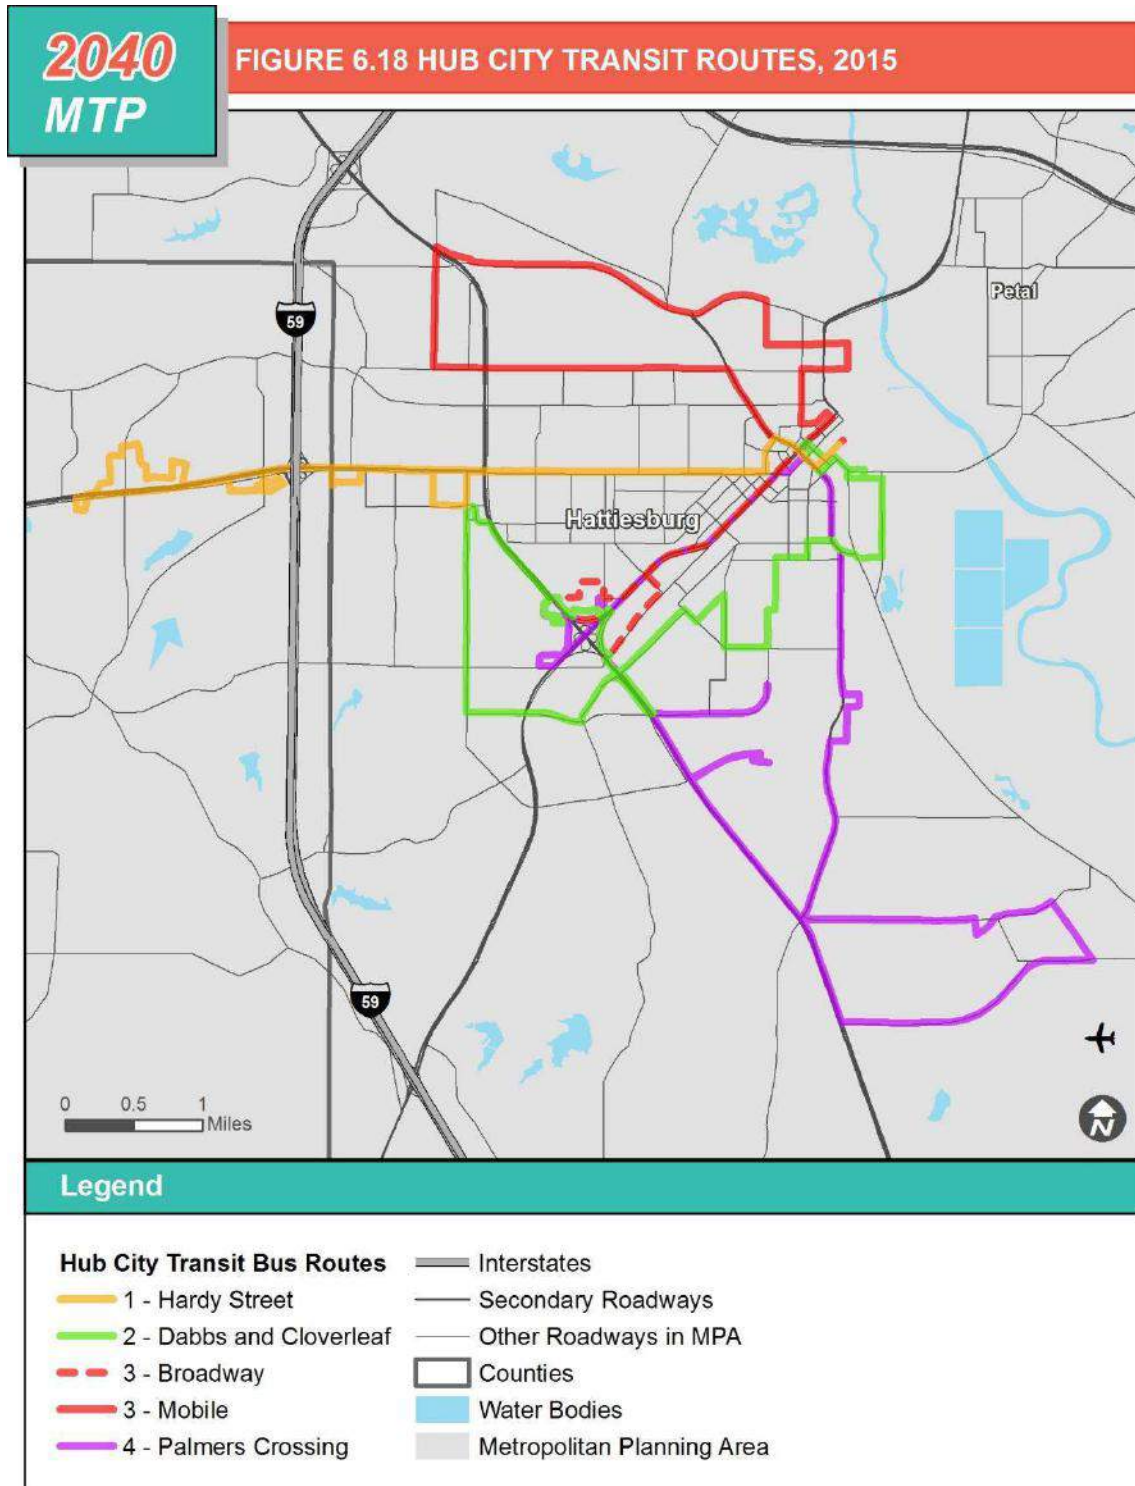 2040
MTP
FIGURE 6.18 HUB CITY TRANSIT ROUTES, 2015
Petal
59
Hattiesburg
59
0 0.5 1
Miles
N
Legend
Hub City Transit Bus Routes
1 - Hardy Street
2 - Dabbs and Cloverleaf
3 - Broadway
3 - Mobile
4 - Palmers Crossing
Interstates
Secondary Roadways
Other Roadways in MPA
Counties
Water Bodies
Metropolitan Planning Area